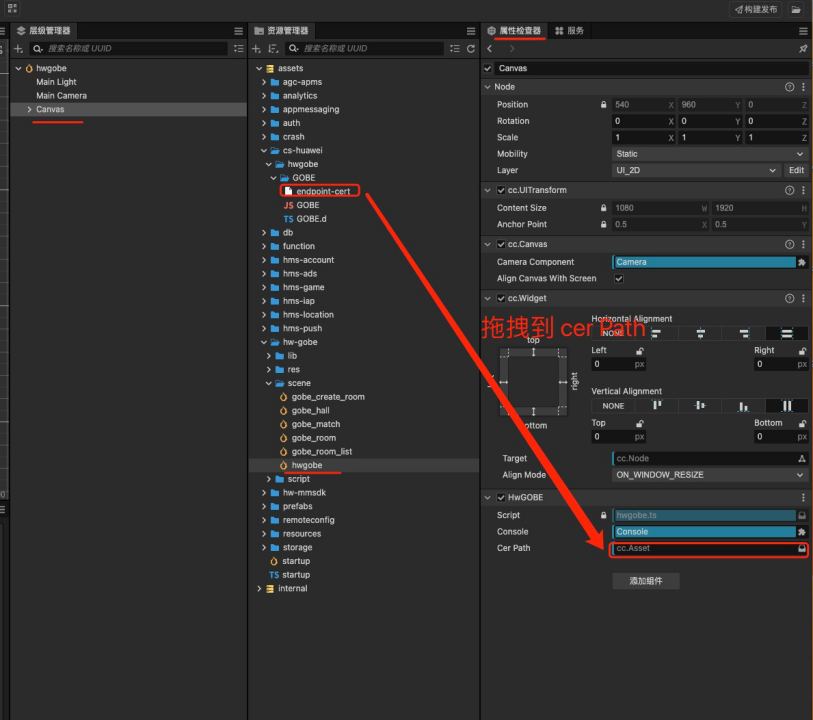 构建发布
层级管理器
搜索名称或 UUID
hwgobe
Main Light
Main Camera
Canvas
资源管理器
搜索名称或 UUID
assets
agc-apms
analytics
appmessaging
auth
crash
cs-huawei
hwgobe
GOBE
endpoint-cert
JS GOBE
TS GOBE.d
db
function
hms-account
hms-ads
hms-game
hms-iap
hms-location
hms-push
hw-gobe
lib
res
scene
gobe_create_room
gobe_hall
gobe_match
gobe_room
gobe_room_list
hwgobe
script
hw-mmsdk
prefabs
remoteconfig
resources
storage
startup
TS startup
internal
属性检查器 服务
Canvas
Node
Position 540 X 960 Y 0 Z
Rotation 0 X 0 Y 0 Z
Scale 1 X 1 Y 1 Z
Mobility Static
Layer UI_2D Edit
cc.UITransform
Content Size 1080 W 1920 H
Anchor Point 0.5 X 0.5 Y
cc.Canvas
Camera Component Camera
Align Canvas With Screen
cc.Widget
拖拽到 cer Path
Horizontal Alignment
NONE
top
right
Left Right
0 px 0 px
Vertical Alignment
NONE
Top Bottom
0 px 0 px
Target cc.Node
Align Mode ON_WINDOW_RESIZE
HwGOBE
Script hwgobe.ts
Console Console
Cer Path cc.Asset
添加组件